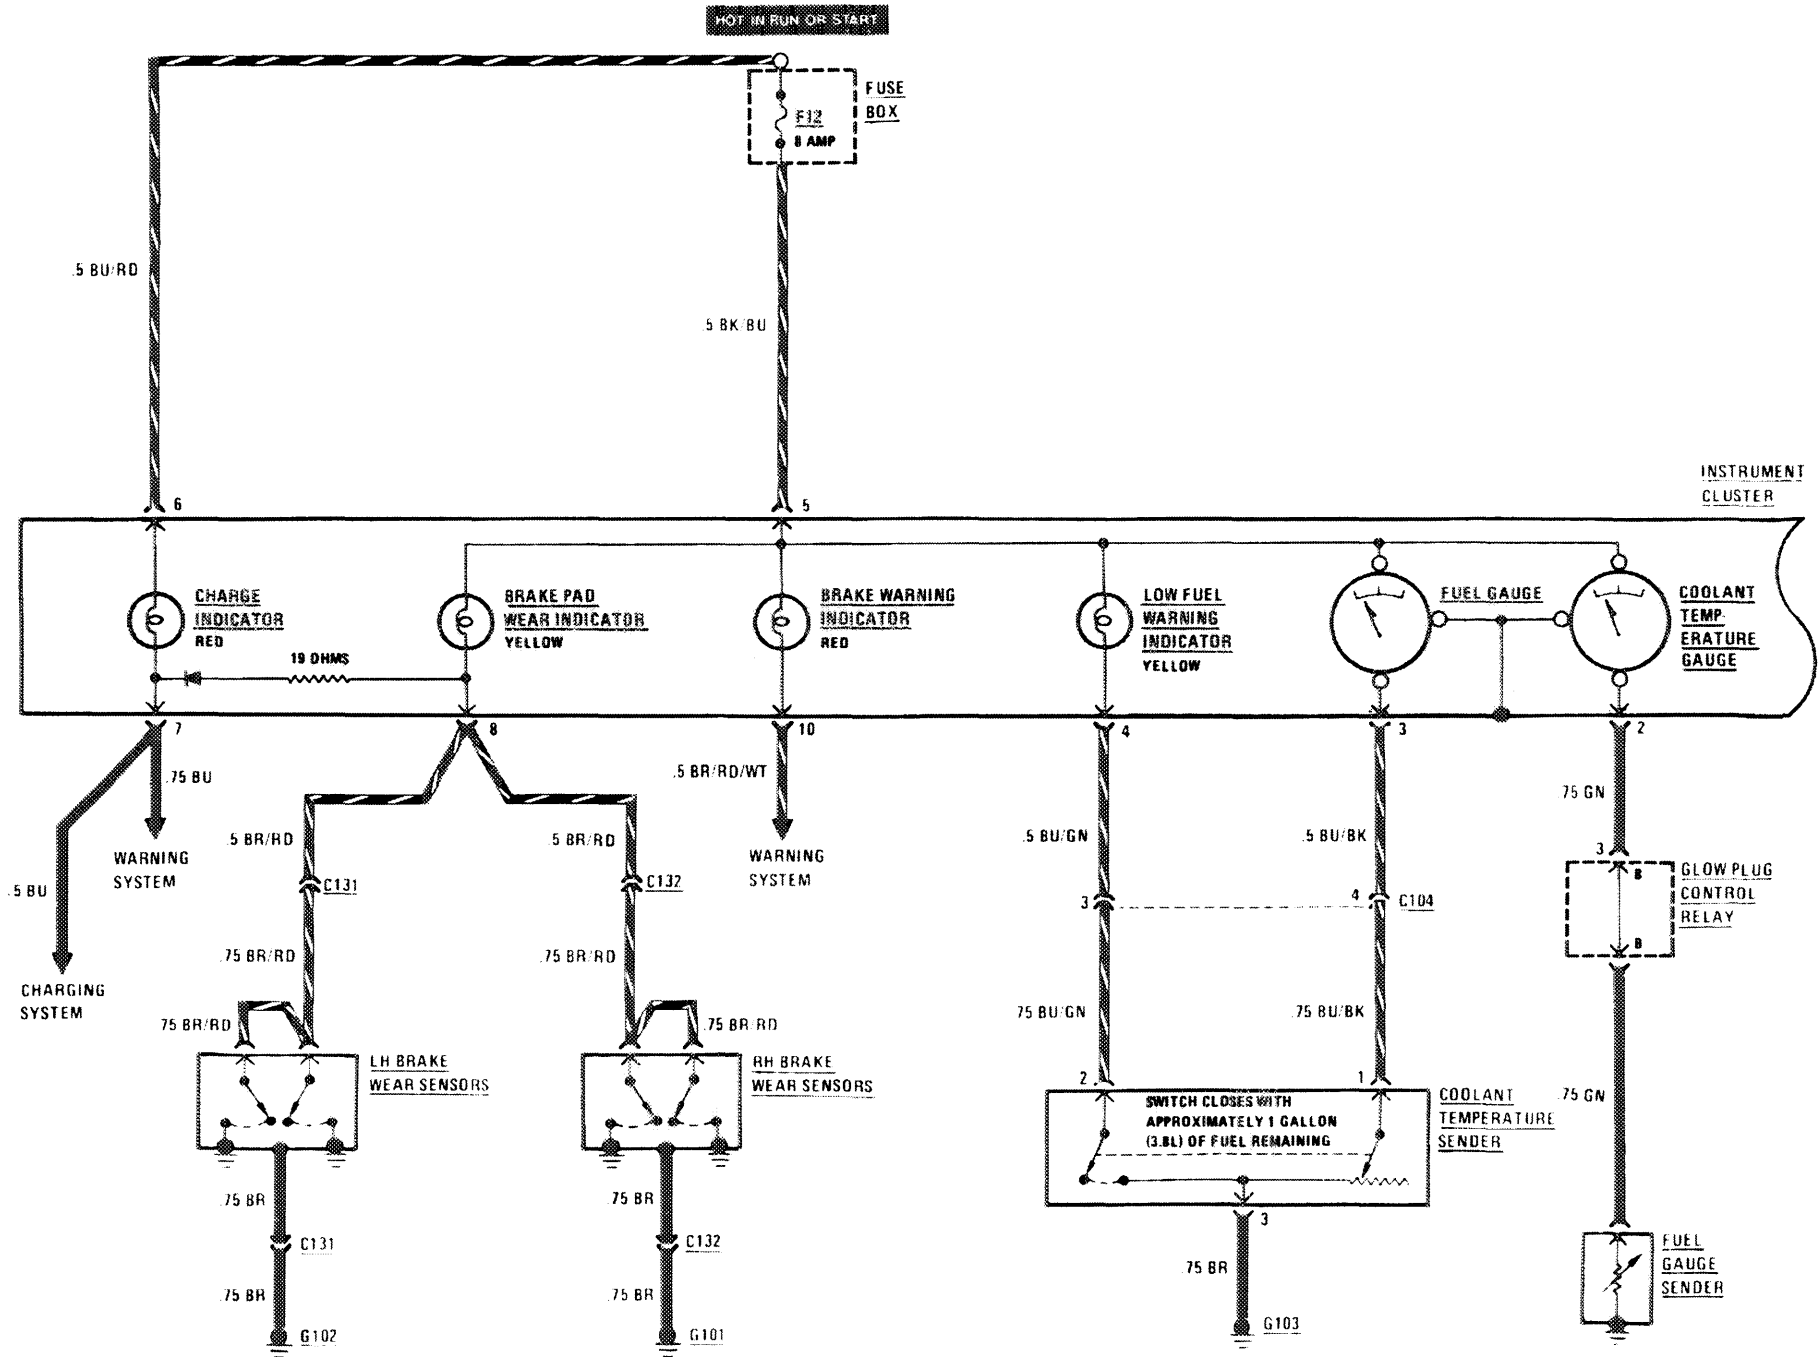 HOT IN RUN OR START
FUSE
BOX
F12
8 AMP
.5 BU/RD
.5 BK/BU
INSTRUMENT
CLUSTER
6
5
CHARGE
INDICATOR
RED
BRAKE PAD
WEAR INDICATOR
YELLOW
BRAKE WARNING
INDICATOR
RED
LOW FUEL
WARNING
INDICATOR
YELLOW
FUEL GAUGE
COOLANT
TEMP-
ERATURE
GAUGE
19 OHMS
7
8
10
4
3
2
.75 BU
.5 BR/RD/WT
75 GN
.5 BR/RD
.5 BR/RD
.5 BU/GN
.5 BU/BK
WARNING
SYSTEM
WARNING
SYSTEM
3
B
GLOW PLUG
CONTROL
RELAY
B
.5 BU
C131
C132
3
4
C104
.75 BR/RD
.75 BR/RD
CHARGING
SYSTEM
75 BR/RD
.75 BR/RD
75 BU/GN
.75 BU/BK
LH BRAKE
WEAR SENSORS
RH BRAKE
WEAR SENSORS
2
1
SWITCH CLOSES WITH
APPROXIMATELY 1 GALLON
(3.8L) OF FUEL REMAINING
COOLANT
TEMPERATURE
SENDER
.75 GN
.75 BR
.75 BR
3
C131
C132
.75 BR
FUEL
GAUGE
SENDER
.75 BR
.75 BR
G102
G101
G103